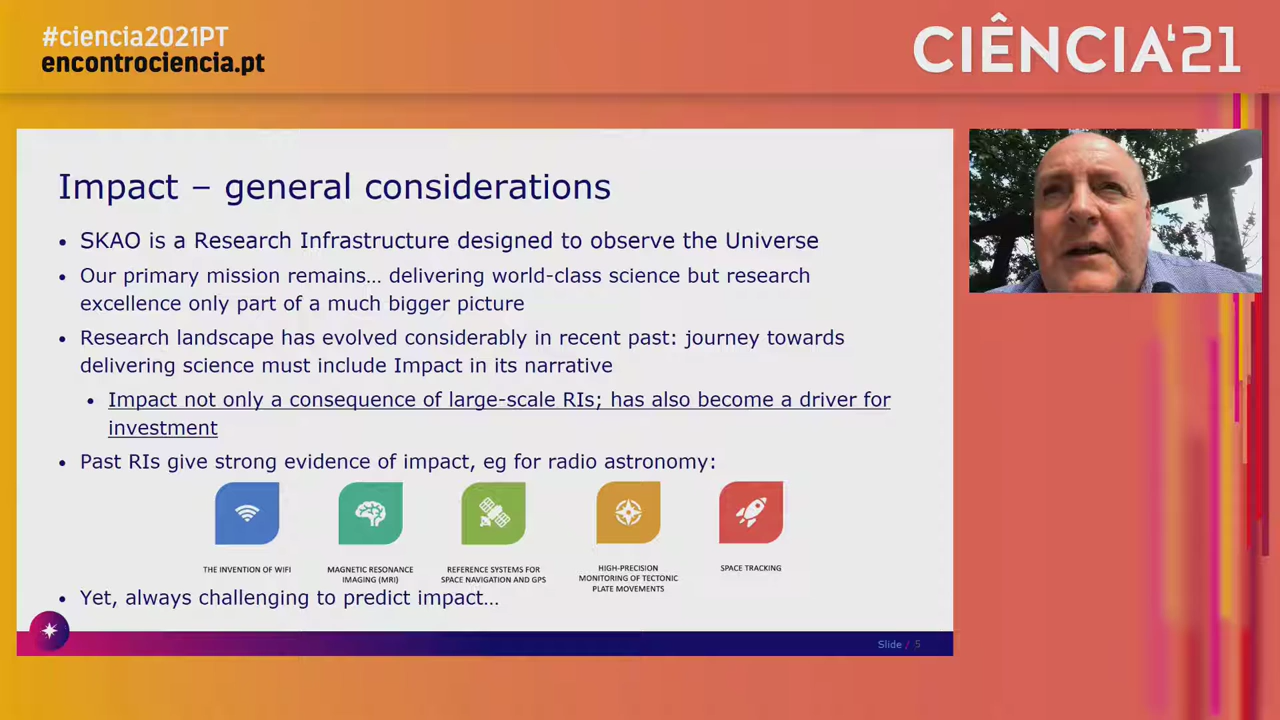 #ciencia2021PT
encontrociencia.pt
CIÊNCIA'21
Impact – general considerations
• SKAO is a Research Infrastructure designed to observe the Universe
• Our primary mission remains… delivering world-class science but research
excellence only part of a much bigger picture
• Research landscape has evolved considerably in recent past: journey towards
delivering science must include Impact in its narrative
• Impact not only a consequence of large-scale RIs; has also become a driver for
investment
• Past RIs give strong evidence of impact, eg for radio astronomy:
THE INVENTION OF WIFI
MAGNETIC RESONANCE
IMAGING (MRI)
REFERENCE SYSTEMS FOR
SPACE NAVIGATION AND GPS
HIGH-PRECISION
MONITORING OF TECTONIC
PLATE MOVEMENTS
SPACE TRACKING
• Yet, always challenging to predict impact…
Slide / 5